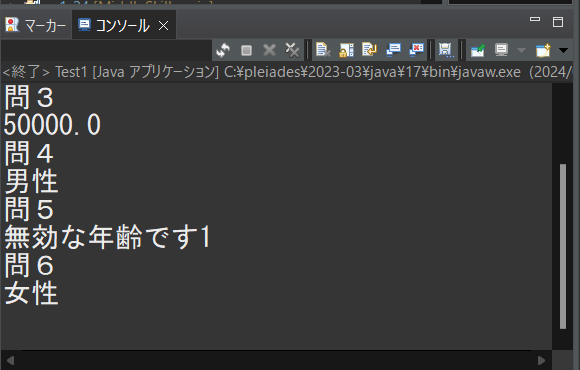 マーカー コンソール
<終了> Test1 [Java アプリケーション] C:¥pleiades¥2023-03¥java¥17¥bin¥javaw.exe (2024/
問３
50000.0
問４
男性
問５
無効な年齢です1
問６
女性